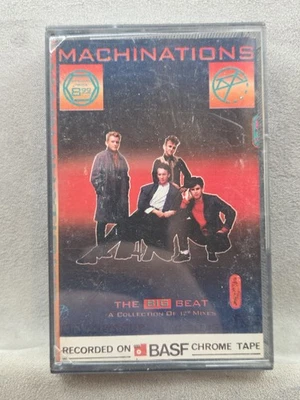 MACHINATIONS
THE BIG BEAT
A COLLECTION OF 12" MIXES
RECORDED ON BASF CHROME TAPE